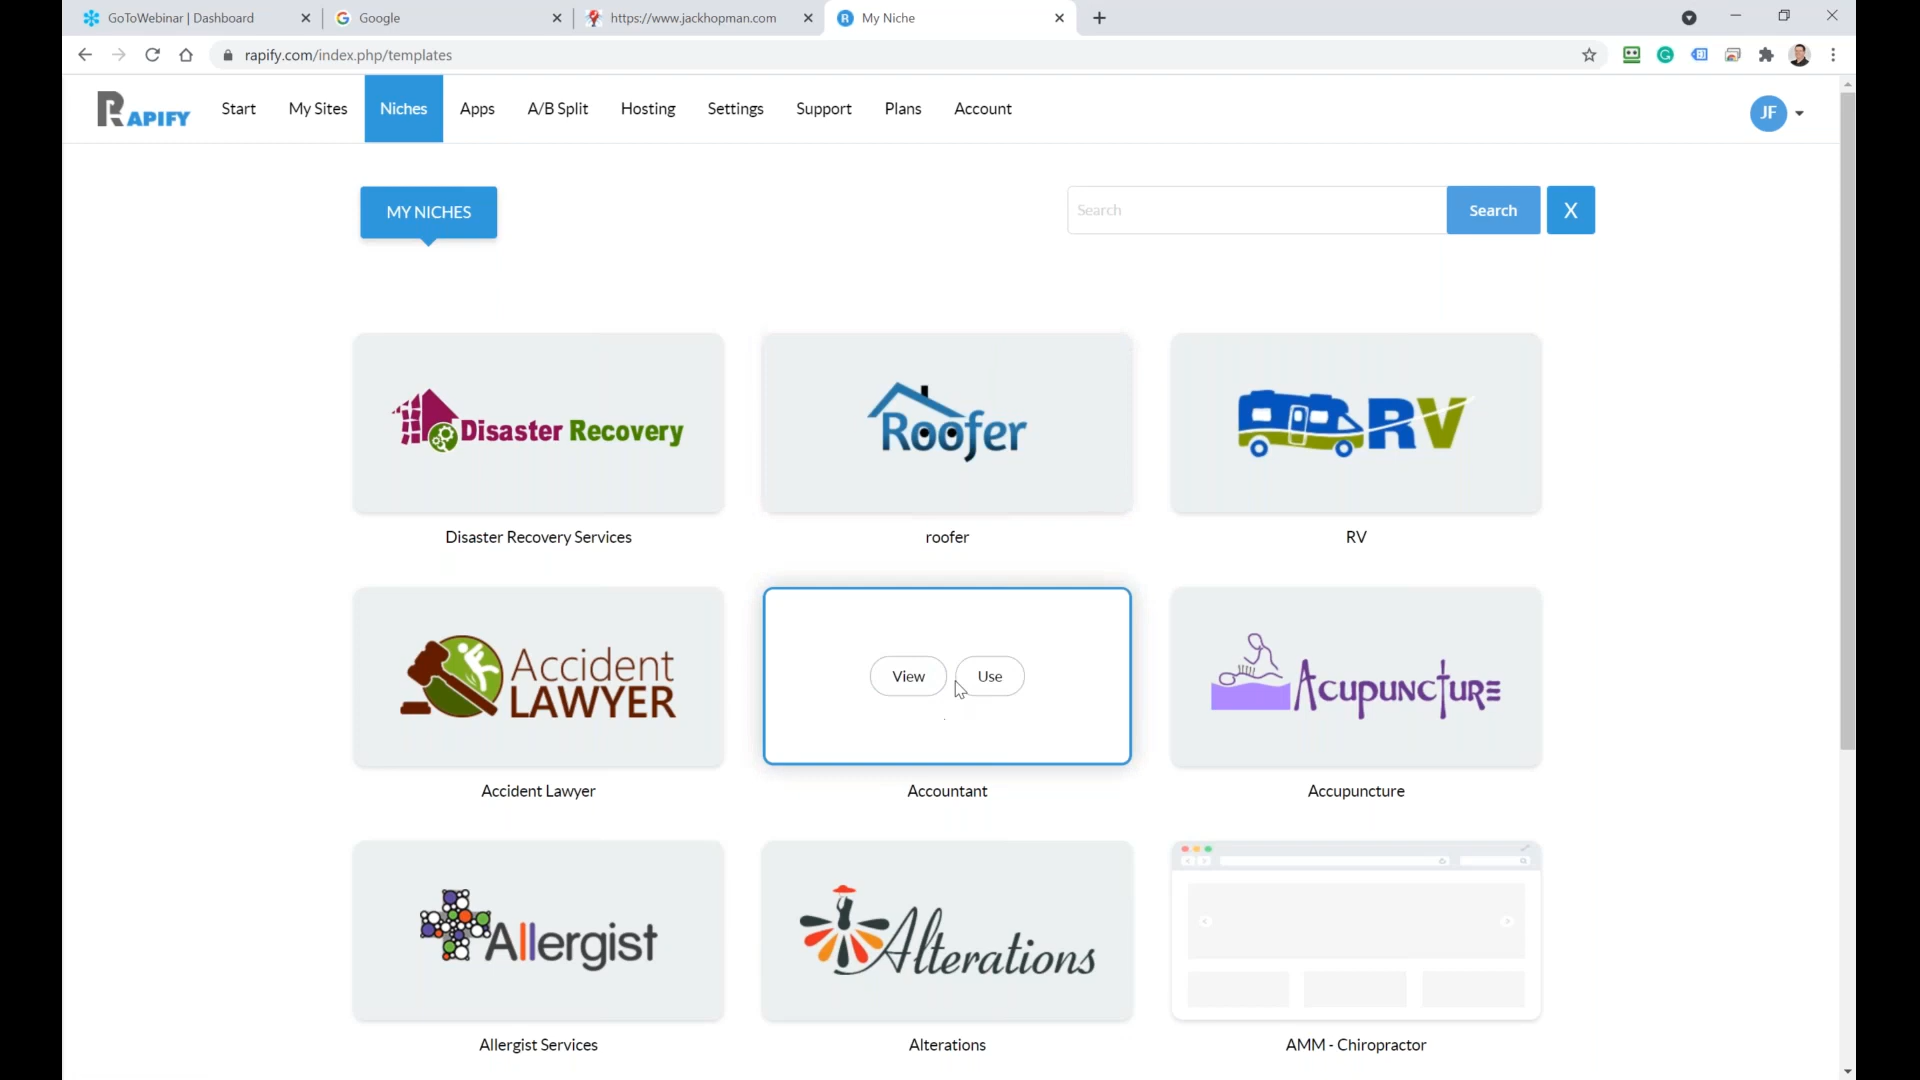 GoToWebinar | Dashboard
Google
https://www.jackhopman.com
My Niche
rapify.com/index.php/templates
RAPIFY
Start
My Sites
Niches
Apps
A/B Split
Hosting
Settings
Support
Plans
Account
JF
MY NICHES
Search
Search
X
Disaster Recovery
Roofer
RV
Disaster Recovery Services
roofer
RV
Accident
LAWYER
View
Use
Acupuncture
Accident Lawyer
Accountant
Accupuncture
Allergist
Alterations
Allergist Services
Alterations
AMM - Chiropractor